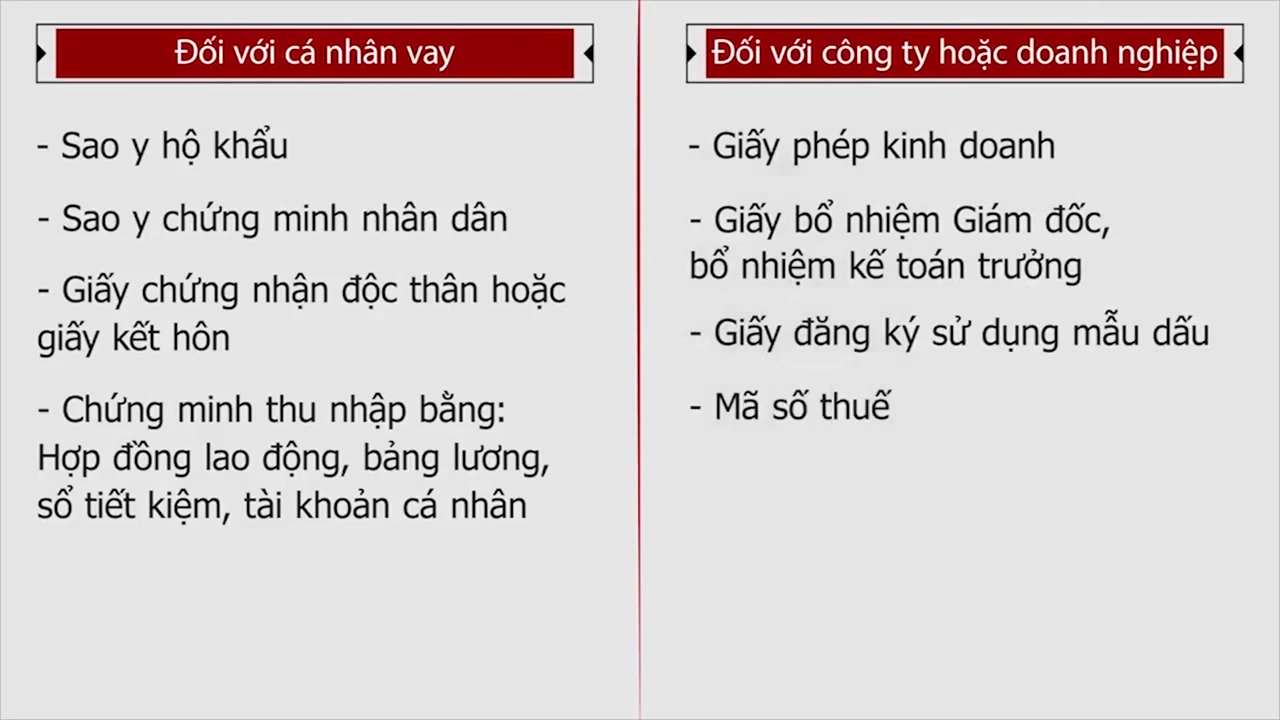 Đối với cá nhân vay
- Sao y hộ khẩu
- Sao y chứng minh nhân dân
- Giấy chứng nhận độc thân hoặc
giấy kết hôn
- Chứng minh thu nhập bằng:
Hợp đồng lao động, bảng lương,
sổ tiết kiệm, tài khoản cá nhân
Đối với công ty hoặc doanh nghiệp
- Giấy phép kinh doanh
- Giấy bổ nhiệm Giám đốc,
bổ nhiệm kế toán trưởng
- Giấy đăng ký sử dụng mẫu dấu
- Mã số thuế